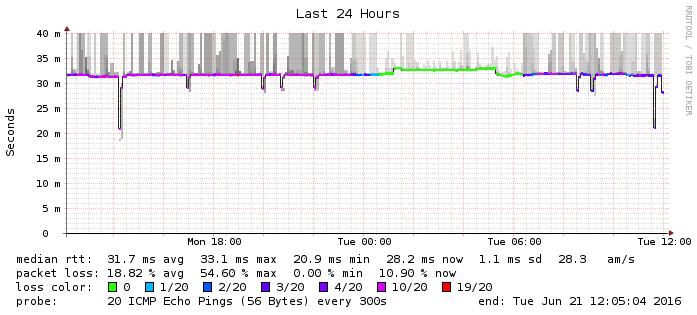 Last 24 Hours
RRDTOOL / TOBI OETIKER
Seconds
40 m
35 m
30 m
25 m
20 m
15 m
10 m
5 m
0
Mon 18:00 Tue 00:00 Tue 06:00 Tue 12:00
median rtt: 31.7 ms avg 33.1 ms max 20.9 ms min 28.2 ms now 1.1 ms sd 28.3 am/s
packet loss: 18.82 % avg 54.60 % max 0.00 % min 10.90 % now
loss color: 0 1/20 2/20 3/20 4/20 10/20 19/20
probe: 20 ICMP Echo Pings (56 Bytes) every 300s end: Tue Jun 21 12:05:04 2016